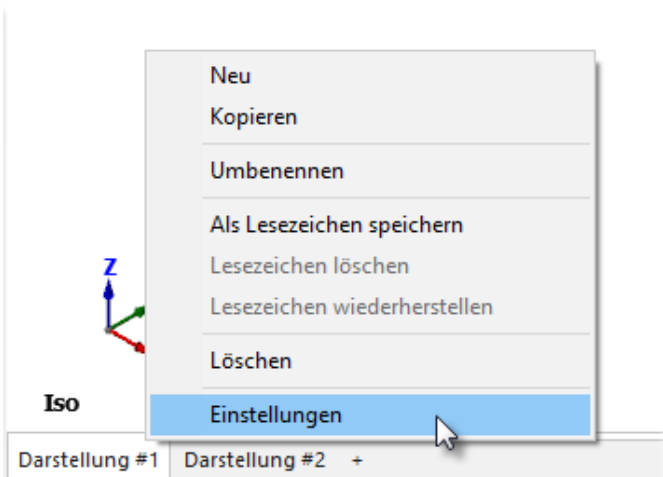 Neu
Kopieren
Umbenennen
Als Lesezeichen speichern
Lesezeichen löschen
Lesezeichen wiederherstellen
Löschen
Einstellungen
Z
Iso
Darstellung #1 Darstellung #2 +